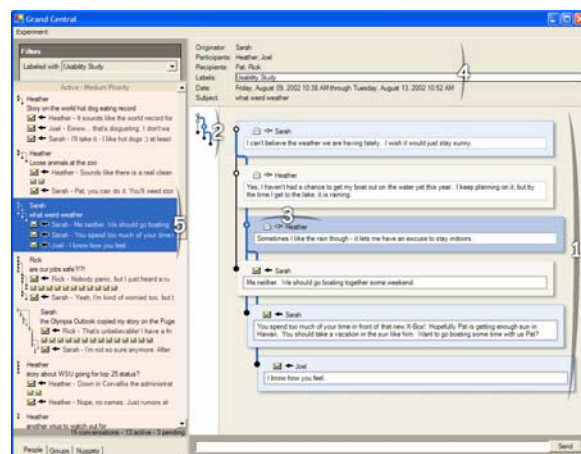 Grand Central
Experiment
Filters
Labeled with Usability Study
Active - Medium Priority
Heather
Story on the world hot dog eating record
Heather - It sounds like the world record for
Joel - Eeww... that's disgusting. I don't wa
Sarah - I'll take it - I like hot dogs :) at least
Heather
Loose animals at the zoo
Heather - Sounds like there is a real clean
Sarah - Pat, you can do it. You'll need stor
Sarah
what weird weather
Sarah - Me neither. We should go boating
Sarah - You spend too much of your time i
Joel - I know how you feel.
5
Rick
are our jobs safe?!?!
Rick - Nobody panic, but I just heard a ru
Sarah - Yeah, I'm kind of worried too, but t
Sarah
the Olympia Outlook copied my story on the Puge
Rick - That's unbelievable! I have a fri
Sarah - I'm not so sure anymore. After
Heather
story about WSU going for top 25 status?
Heather - Down in Corvallis the administrat
Heather - Nope, no names. Just rumors at
Heather
another virus to watch out for
15 conversations - 13 active - 3 pending
People Groups Nuggets
Originator: Sarah
Participants: Heather; Joel
Recipients: Pat; Rick
Labels: Usability Study
Date: Friday, August 09, 2002 10:38 AM through Tuesday, August 13, 2002 10:52 AM
Subject: what weird weather
4
2
Sarah
I can't believe the weather we are having lately. I wish it would just stay sunny.
Heather
Yes, I haven't had a chance to get my boat out on the water yet this year. I keep planning on it, but by
the time I get to the lake, it is raining.
3
Heather
Sometimes I like the rain though - it lets me have an excuse to stay indoors.
1
Sarah
Me neither. We should go boating together some weekend.
Sarah
You spend too much of your time in front of that new X-Box! Hopefully Pat is getting enough sun in
Hawaii. You should take a vacation in the sun like him. Want to go boating some time with us Pat?
Joel
I know how you feel.
Send